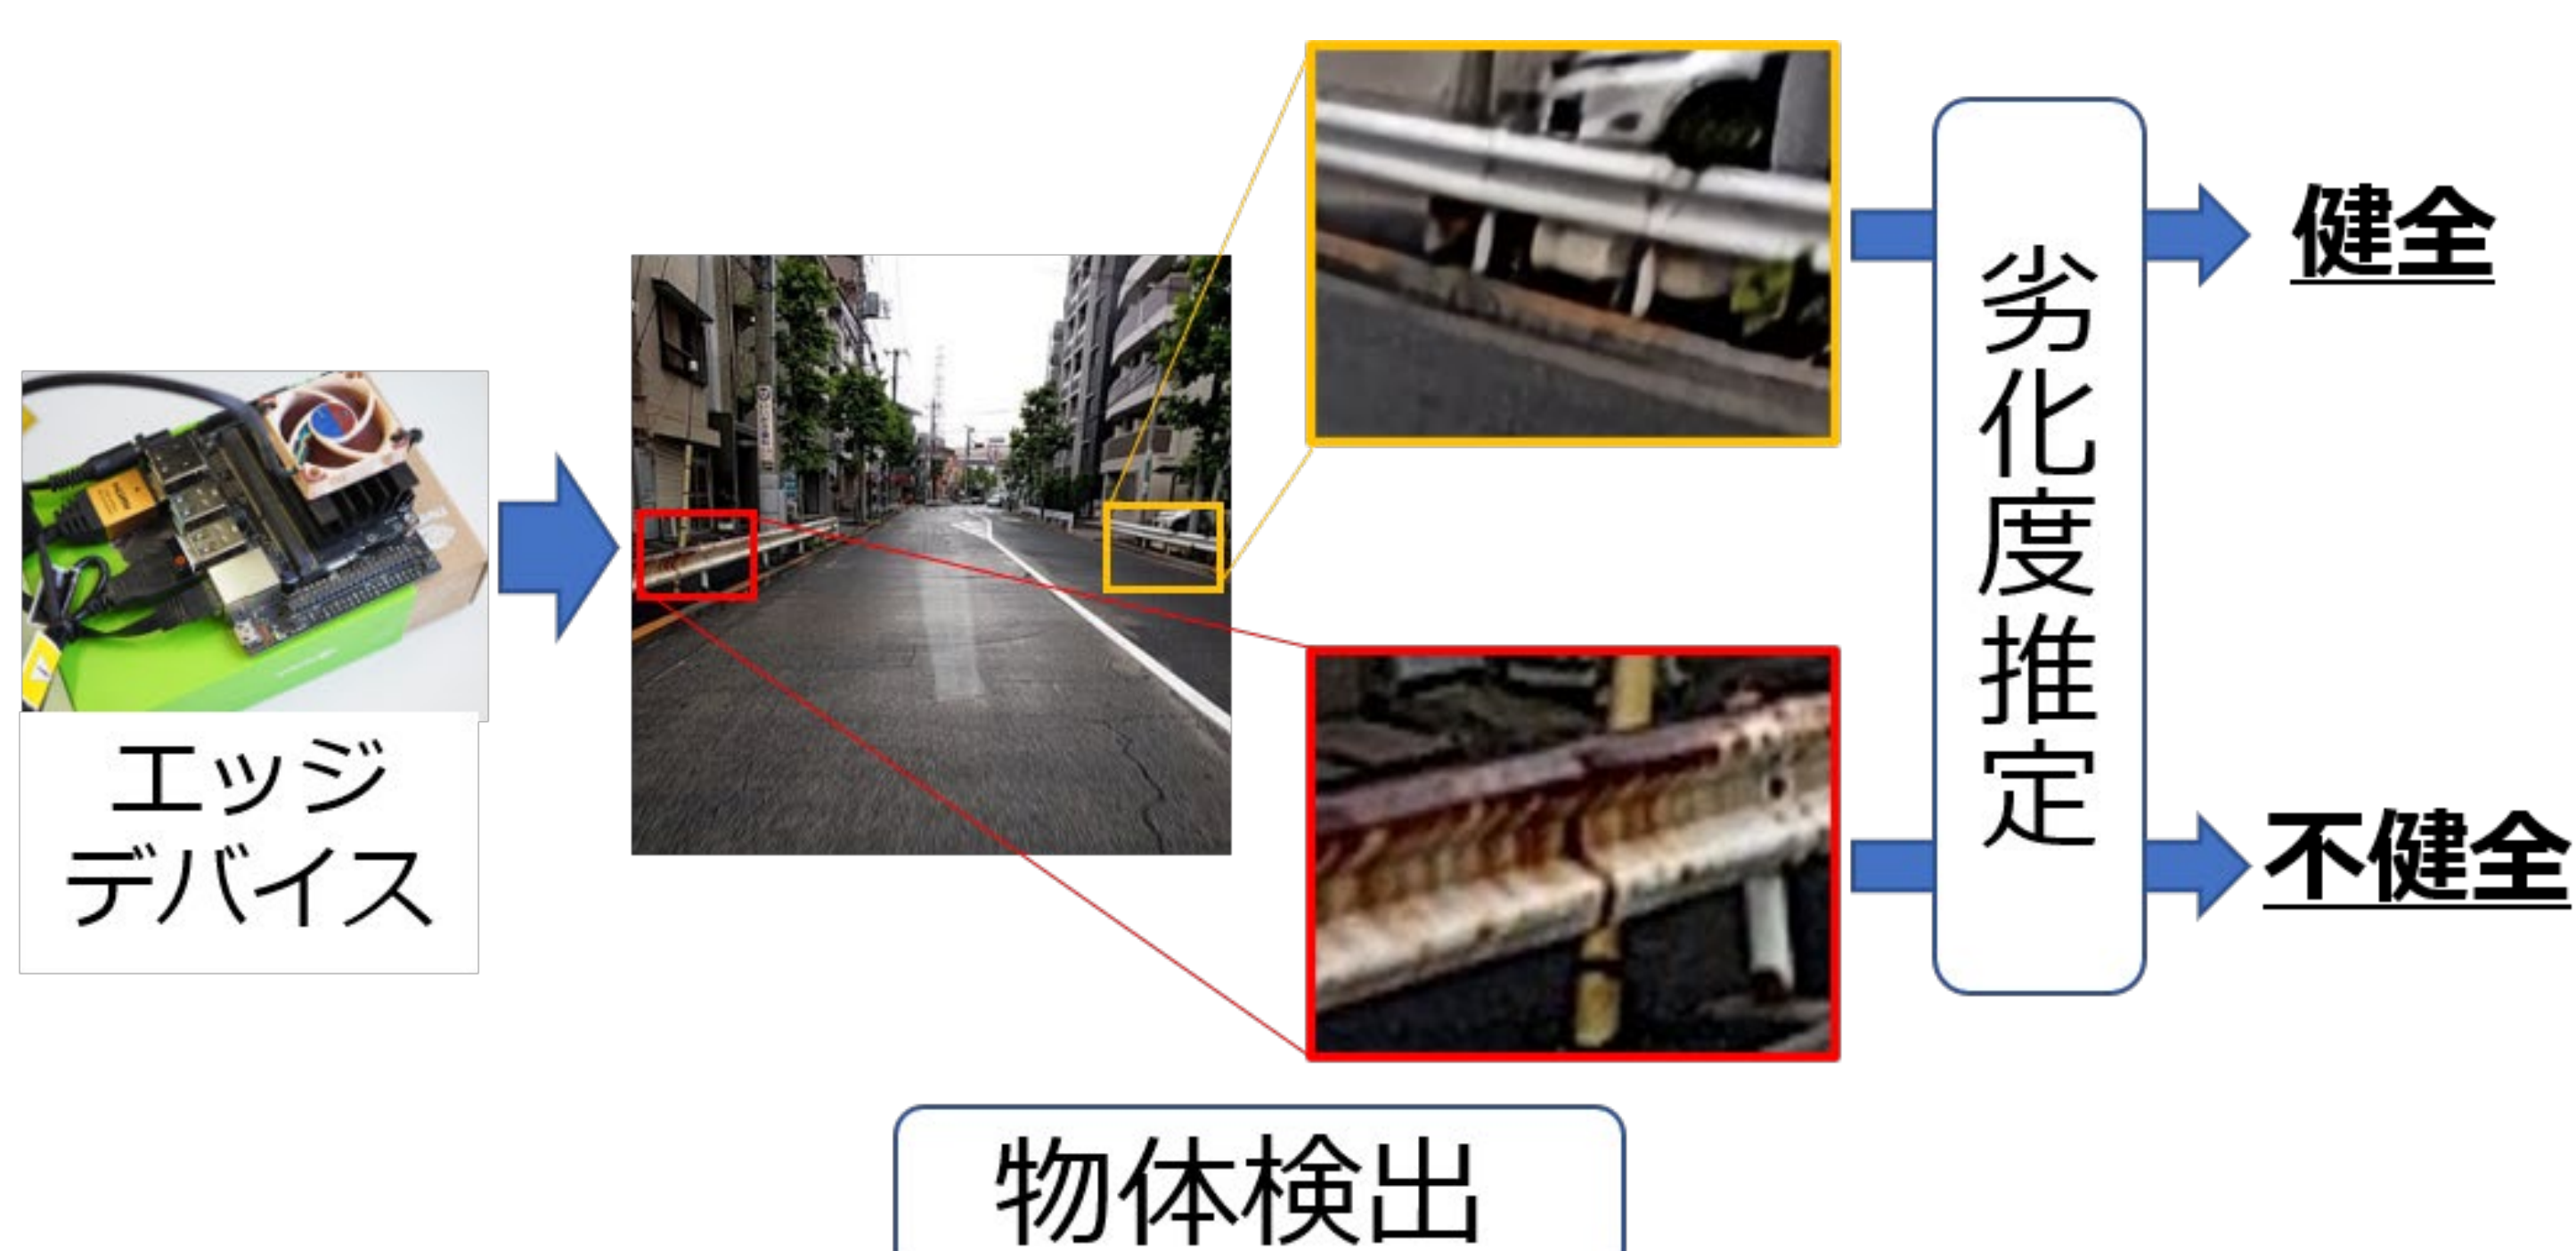 エッジ
デバイス
健全
劣化度推定
不健全
物体検出